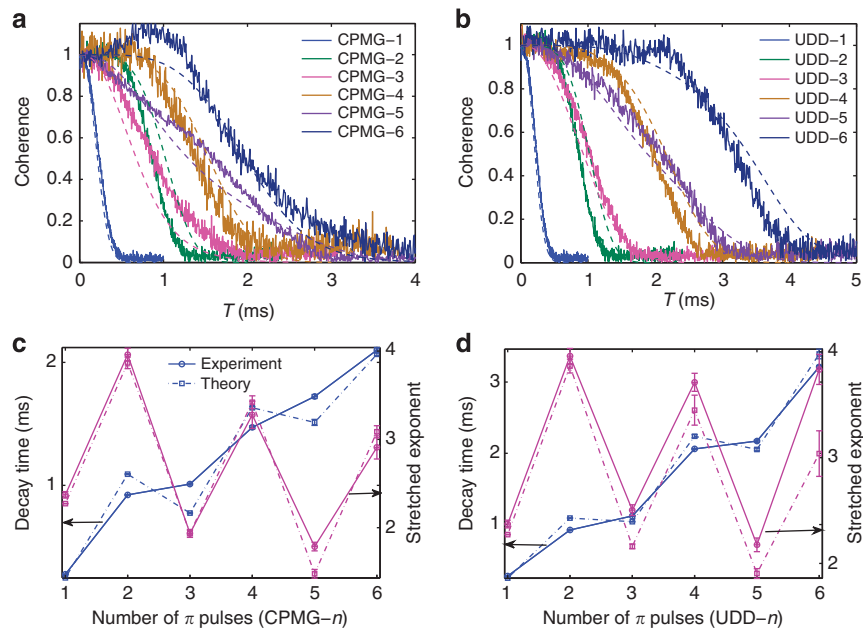 a
CPMG–1
CPMG–2
CPMG–3
CPMG–4
CPMG–5
CPMG–6
Coherence
1
0.8
0.6
0.4
0.2
0
0 1 2 3 4
T (ms)
b
UDD–1
UDD–2
UDD–3
UDD–4
UDD–5
UDD–6
Coherence
1
0.8
0.6
0.4
0.2
0
0 1 2 3 4 5
T (ms)
c
Experiment
Theory
Decay time (ms)
2
1
Stretched exponent
4
3
2
1 2 3 4 5 6
Number of π pulses (CPMG–n)
d
Decay time (ms)
3
2
1
Stretched exponent
4
3
2
1 2 3 4 5 6
Number of π pulses (UDD–n)